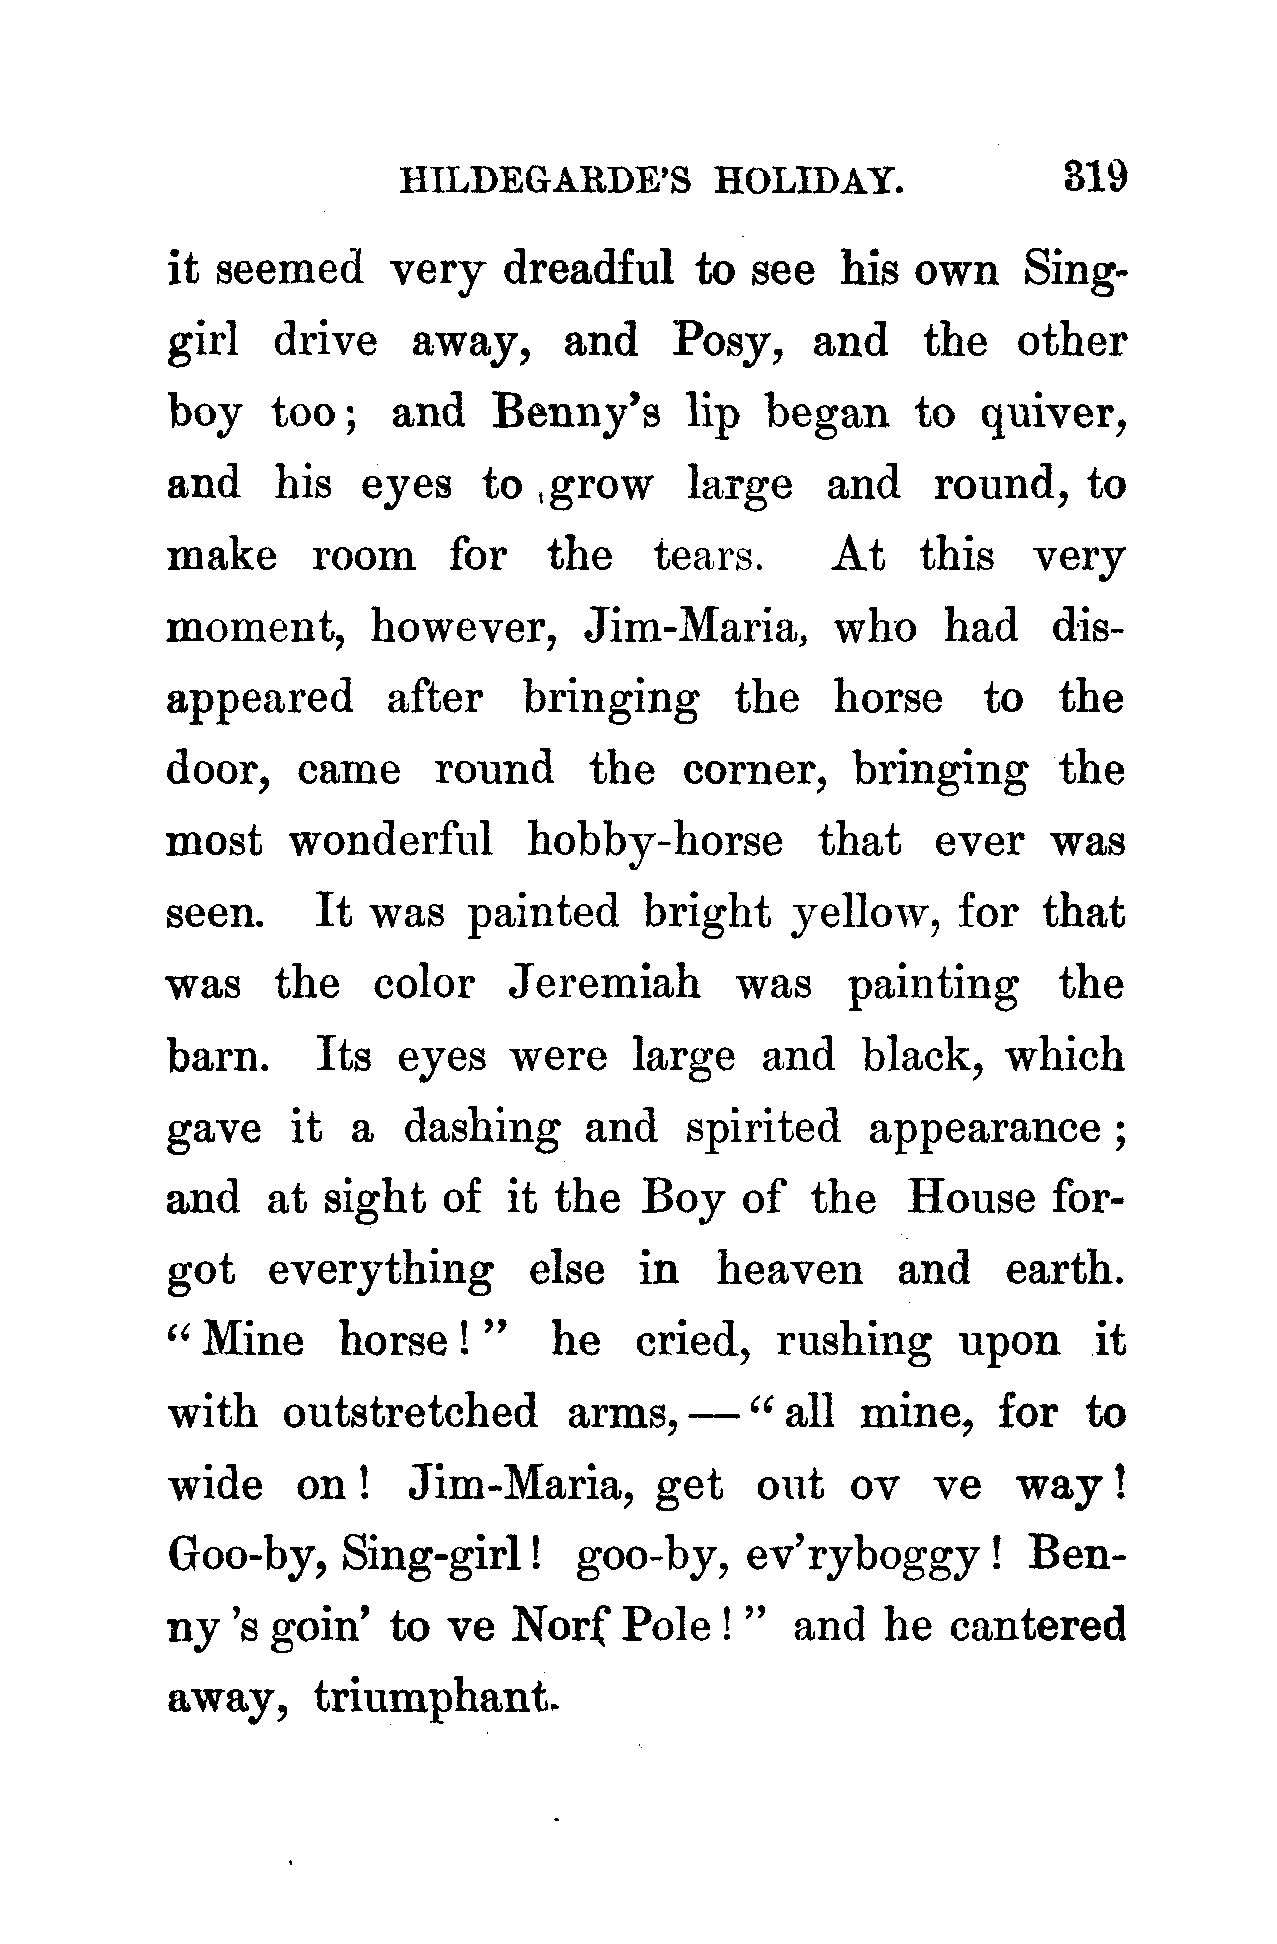 HILDEGARDE'S HOLIDAY. 319
it seemed very dreadful to see his own Sing-
girl drive away, and Posy, and the other
boy too; and Benny's lip began to quiver,
and his eyes to grow large and round, to
make room for the tears. At this very
moment, however, Jim-Maria, who had dis-
appeared after bringing the horse to the
door, came round the corner, bringing the
most wonderful hobby-horse that ever was
seen. It was painted bright yellow, for that
was the color Jeremiah was painting the
barn. Its eyes were large and black, which
gave it a dashing and spirited appearance;
and at sight of it the Boy of the House for-
got everything else in heaven and earth.
"Mine horse!" he cried, rushing upon it
with outstretched arms,—"all mine, for to
wide on! Jim-Maria, get out ov ve way!
Goo-by, Sing-girl! goo-by, ev'ryboggy! Ben-
ny 's goin' to ve Norf Pole!" and he cantered
away, triumphant.